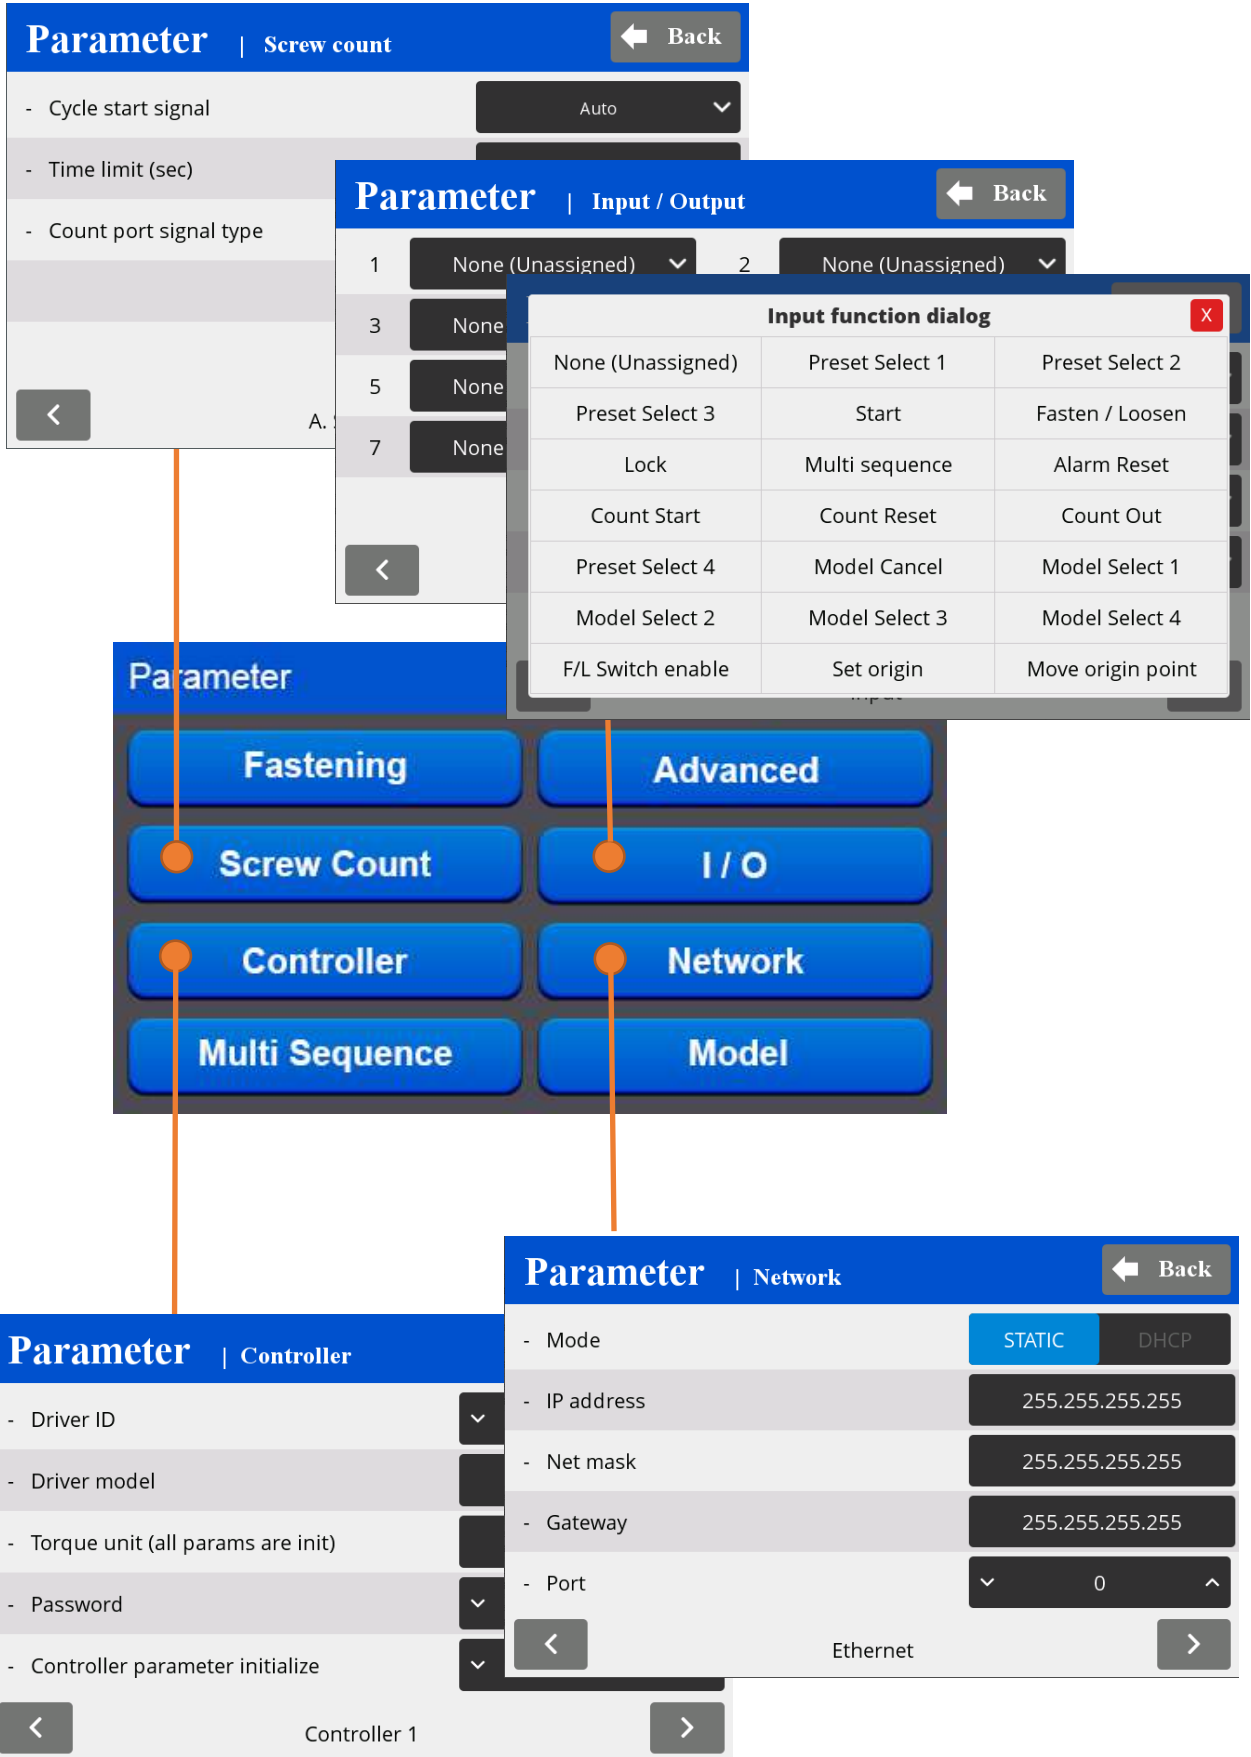 Parameter | Screw count
Back
- Cycle start signal
Auto
- Time limit (sec)
- Count port signal type
A.
Parameter | Input / Output
Back
1 None (Unassigned) 2 None (Unassigned)
3 None
5 None
7 None
Input function dialog X
None (Unassigned) Preset Select 1 Preset Select 2
Preset Select 3 Start Fasten / Loosen
Lock Multi sequence Alarm Reset
Count Start Count Reset Count Out
Preset Select 4 Model Cancel Model Select 1
Model Select 2 Model Select 3 Model Select 4
F/L Switch enable Set origin Move origin point
Input
Parameter
Fastening Advanced
Screw Count I / O
Controller Network
Multi Sequence Model
Parameter | Network
Back
- Mode STATIC DHCP
- IP address 255.255.255.255
- Net mask 255.255.255.255
- Gateway 255.255.255.255
- Port 0
Ethernet
Parameter | Controller
- Driver ID
- Driver model
- Torque unit (all params are init)
- Password
- Controller parameter initialize
Controller 1